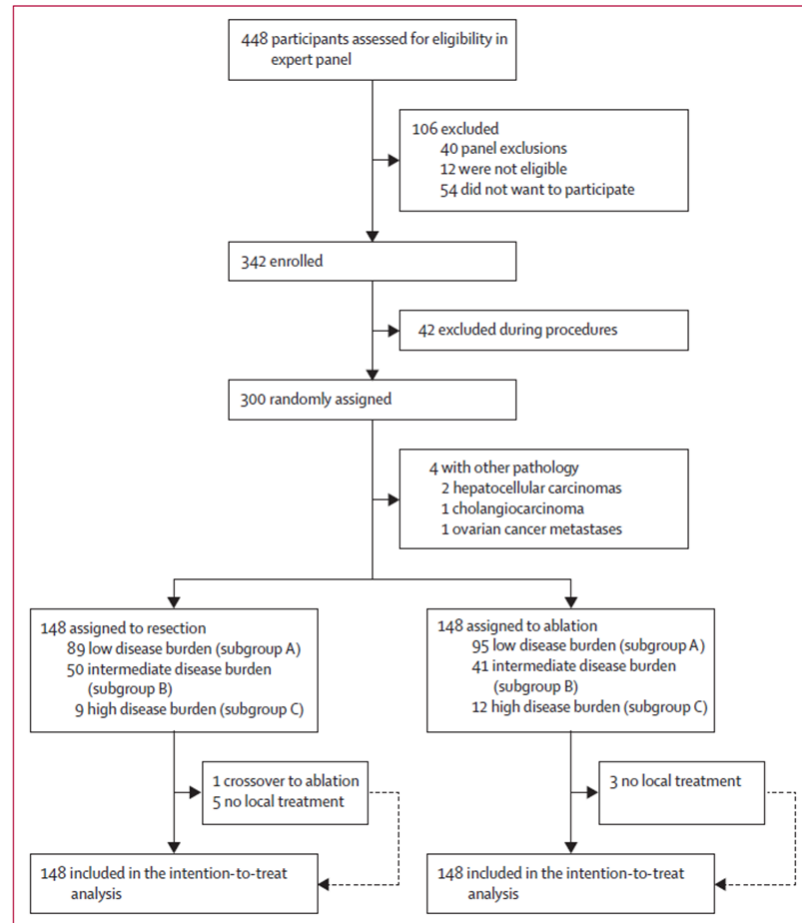 448 participants assessed for eligibility in
expert panel
106 excluded
40 panel exclusions
12 were not eligible
54 did not want to participate
342 enrolled
42 excluded during procedures
300 randomly assigned
4 with other pathology
2 hepatocellular carcinomas
1 cholangiocarcinoma
1 ovarian cancer metastases
148 assigned to resection
89 low disease burden (subgroup A)
50 intermediate disease burden
(subgroup B)
9 high disease burden (subgroup C)
148 assigned to ablation
95 low disease burden (subgroup A)
41 intermediate disease burden
(subgroup B)
12 high disease burden (subgroup C)
1 crossover to ablation
5 no local treatment
3 no local treatment
148 included in the intention-to-treat
analysis
148 included in the intention-to-treat
analysis